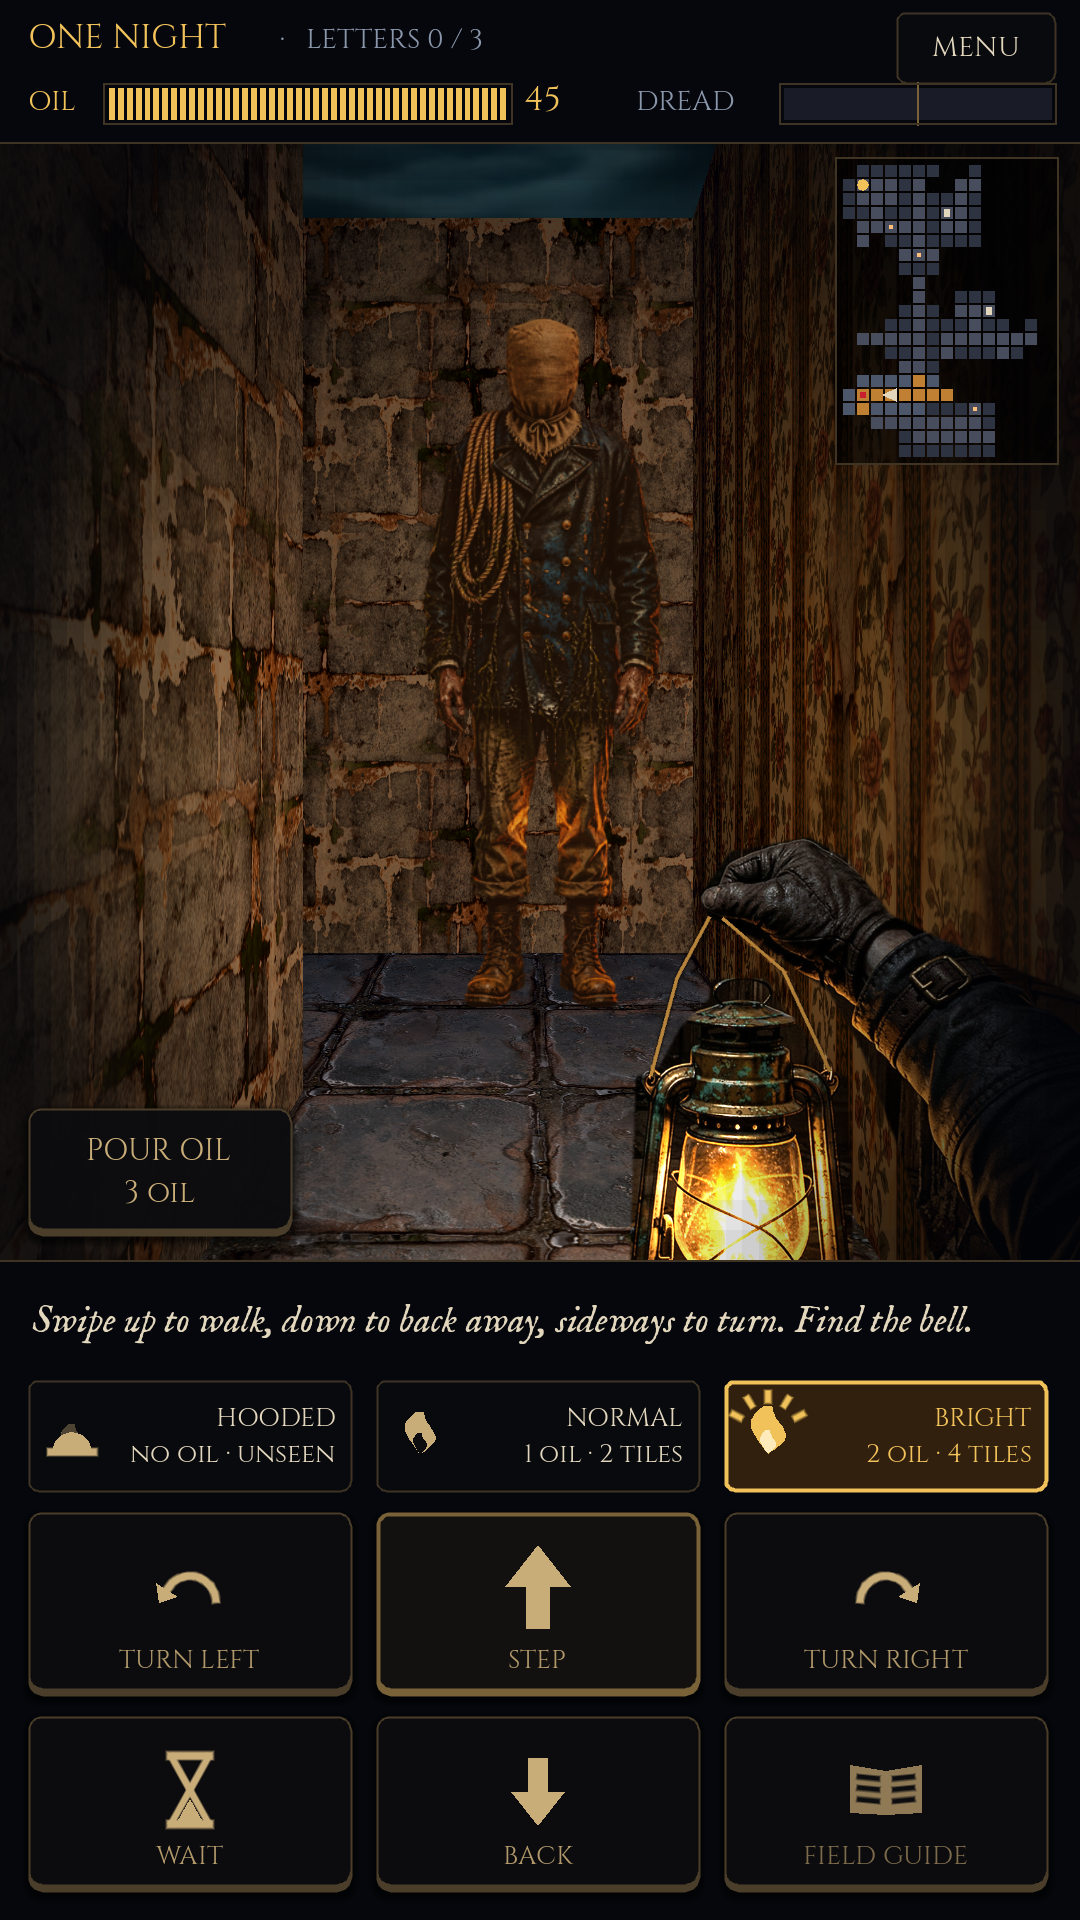 ONE NIGHT · LETTERS 0 / 3
MENU
OIL 45 DREAD
POUR OIL
3 OIL
Swipe up to walk, down to back away, sideways to turn. Find the bell.
HOODED
NO OIL · UNSEEN
NORMAL
1 OIL · 2 TILES
BRIGHT
2 OIL · 4 TILES
TURN LEFT
STEP
TURN RIGHT
WAIT
BACK
FIELD GUIDE